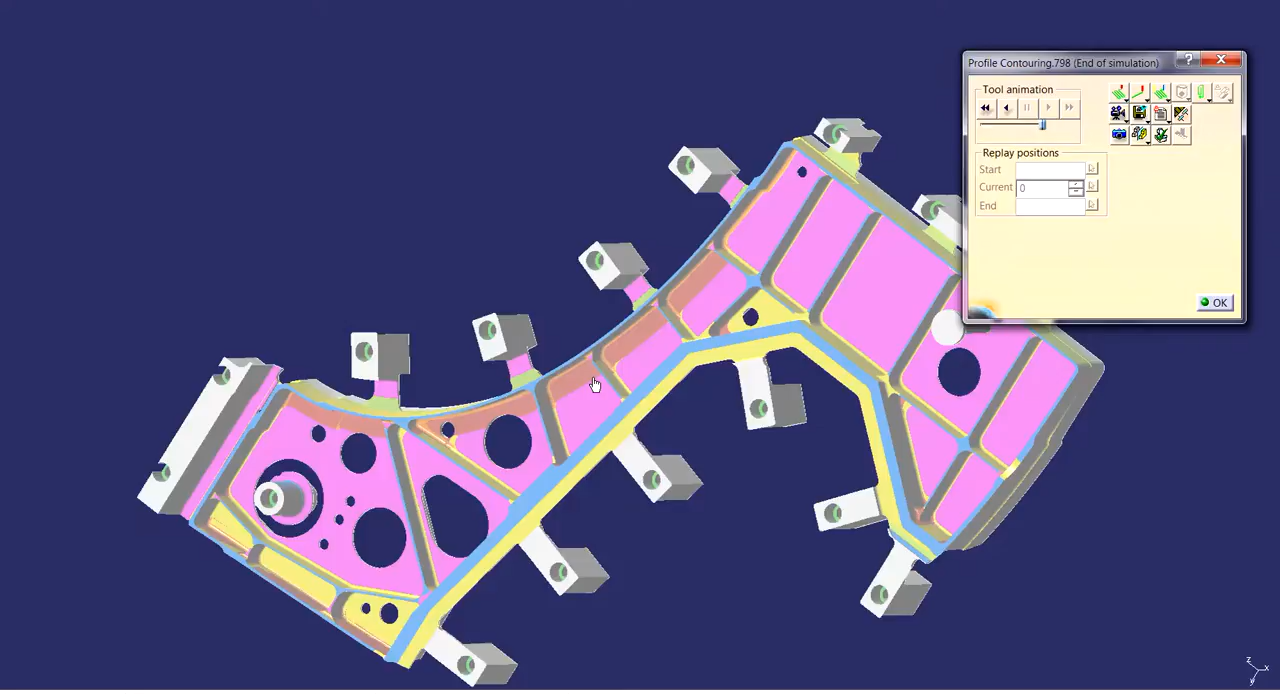 Profile Contouring.798 (End of simulation)
?
Tool animation
Replay positions
Start
Current 0
End
OK
z
x
y